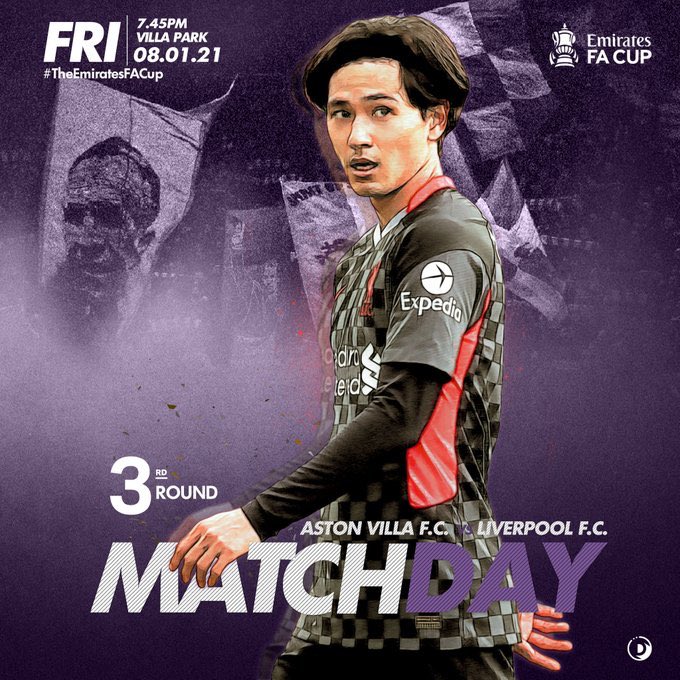 FRI
7.45PM
VILLA PARK
08.01.21
#TheEmiratesFACup
Emirates
FA CUP
Expedia
3RD
ROUND
ASTON VILLA F.C.
LIVERPOOL F.C.
MATCHDAY
D